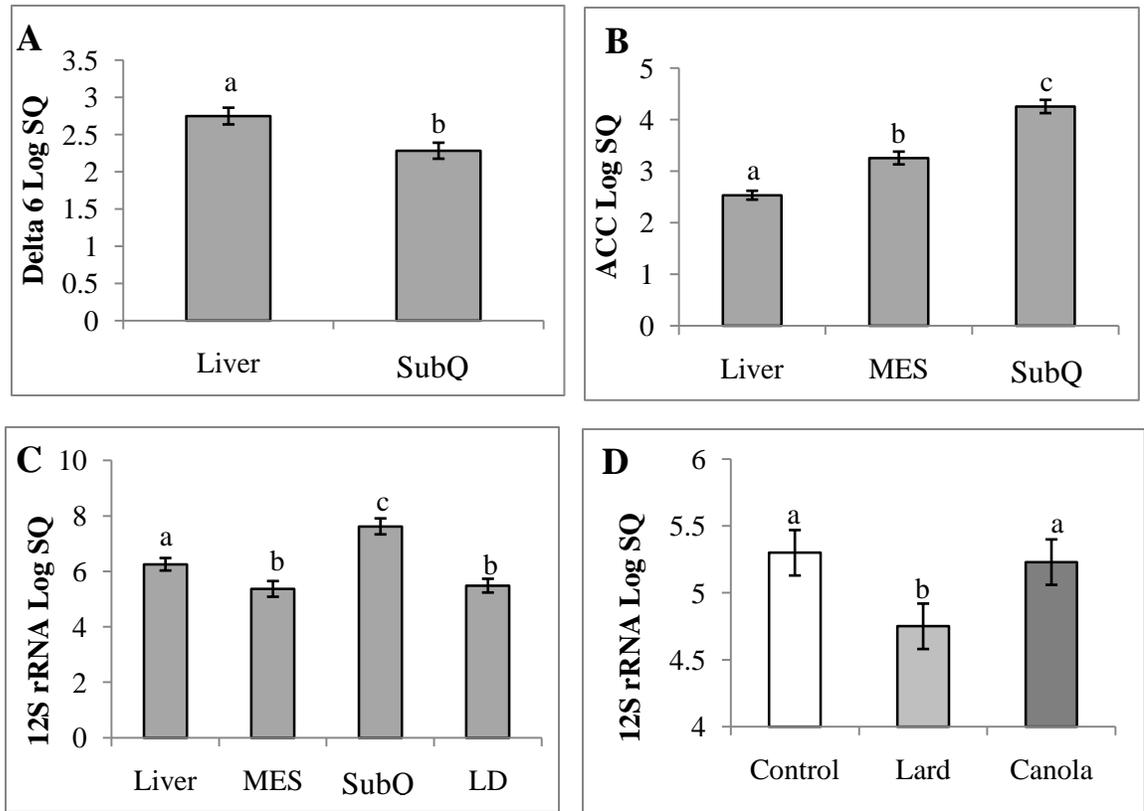 A
Delta 6 Log SQ
3.5
3
2.5
2
1.5
1
0.5
0
a
b
Liver
SubQ
B
ACC Log SQ
5
4
3
2
1
0
a
b
c
Liver
MES
SubQ
C
12S rRNA Log SQ
10
8
6
4
2
0
a
b
c
b
Liver
MES
SubQ
LD
D
12S rRNA Log SQ
6
5.5
5
4.5
4
a
b
a
Control
Lard
Canola